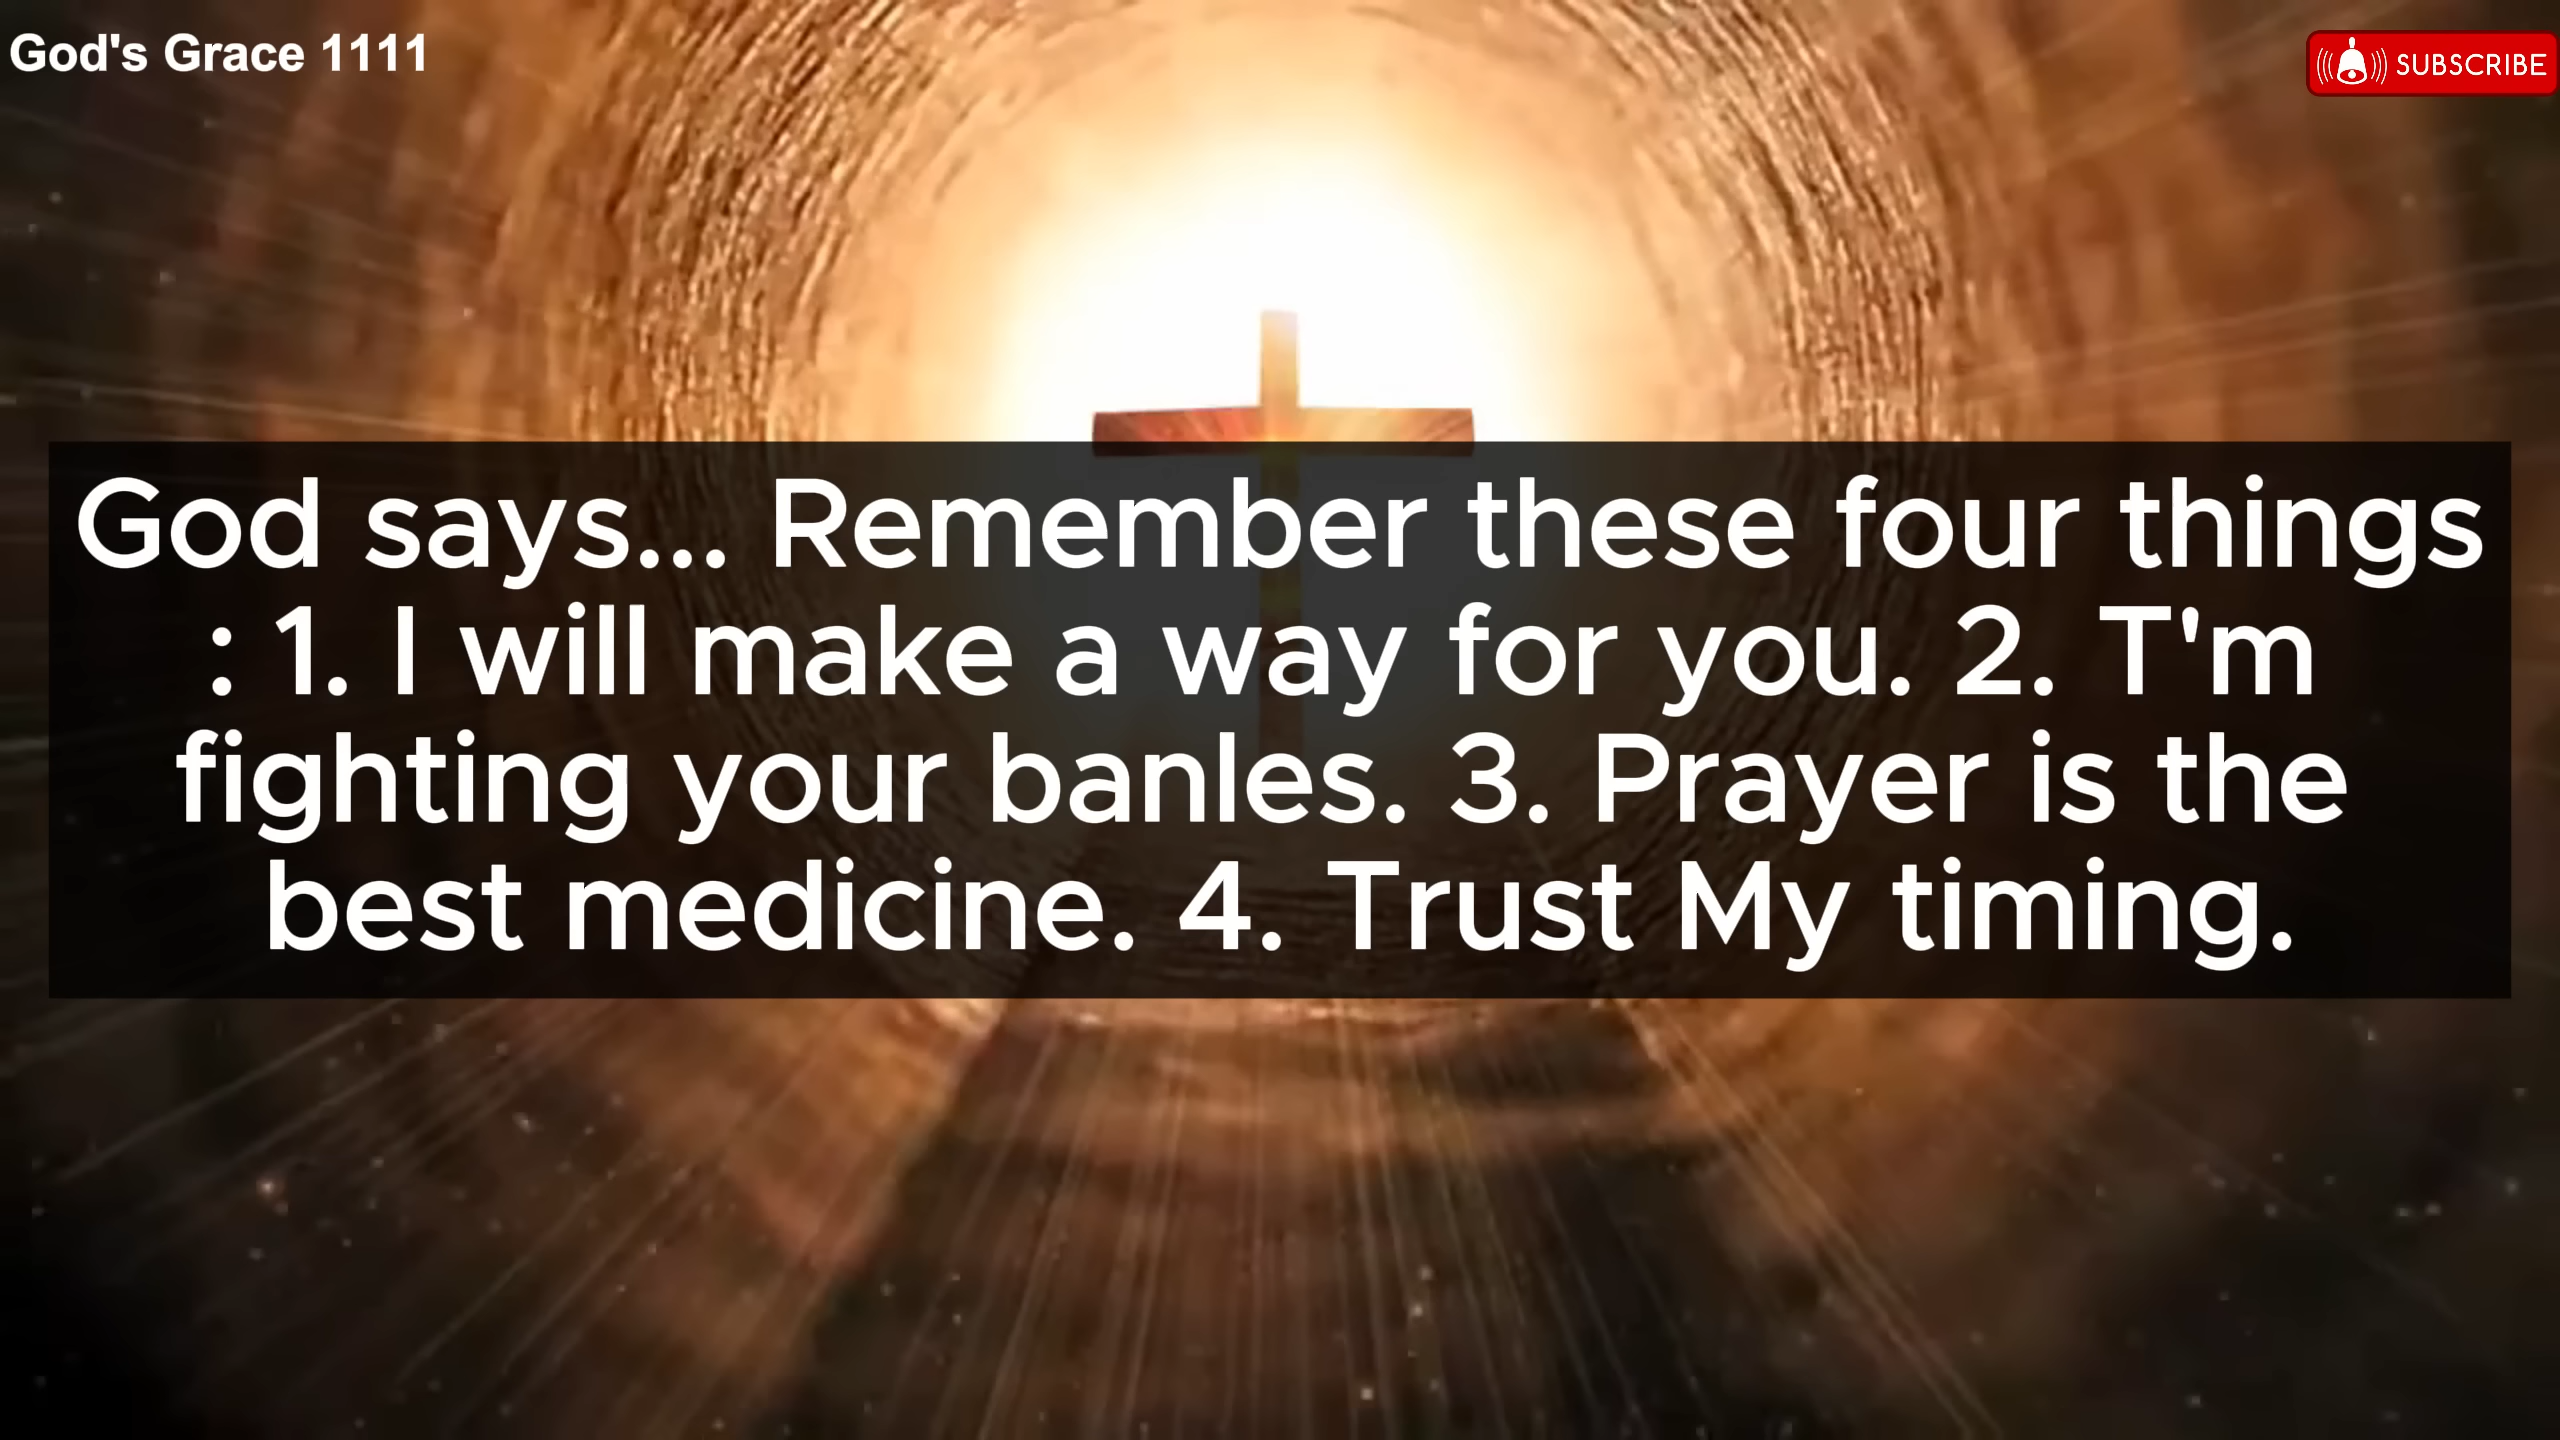 God's Grace 1111
SUBSCRIBE
God says... Remember these four things
: 1. I will make a way for you. 2. T'm
fighting your banles. 3. Prayer is the
best medicine. 4. Trust My timing.